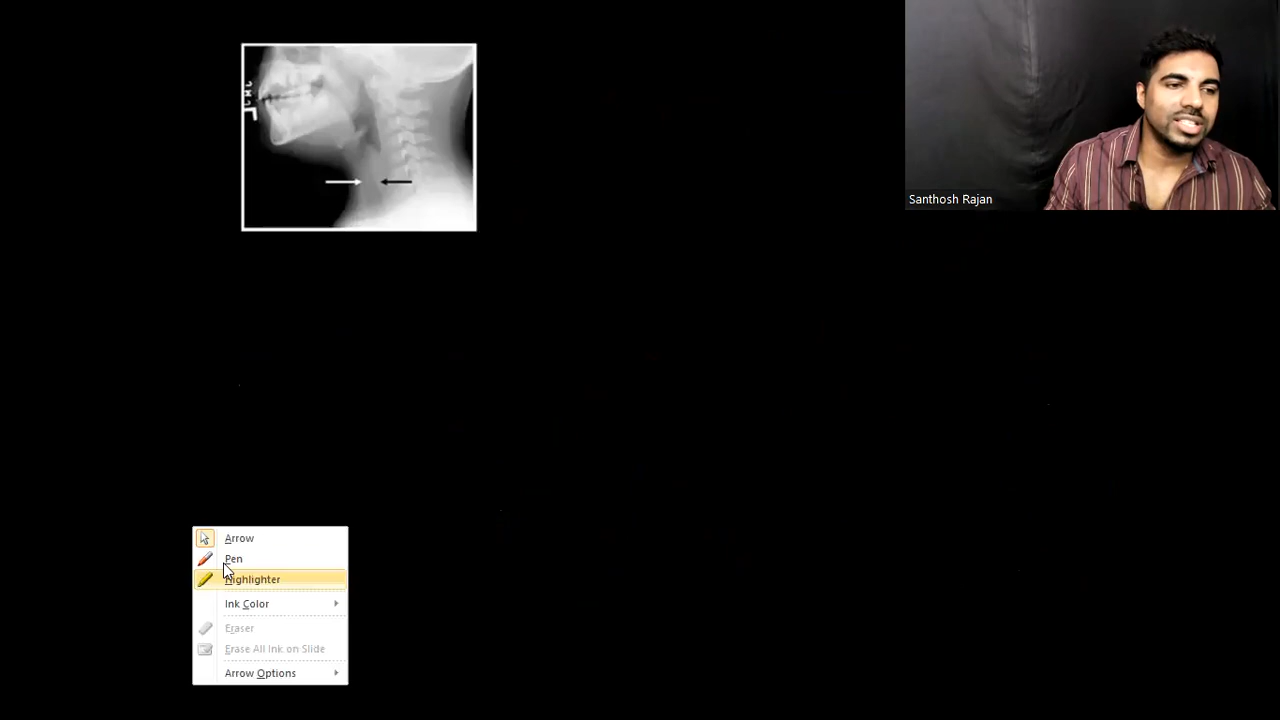 Santhosh Rajan
Arrow
Pen
Highlighter
Ink Color
Eraser
Erase All Ink on Slide
Arrow Options